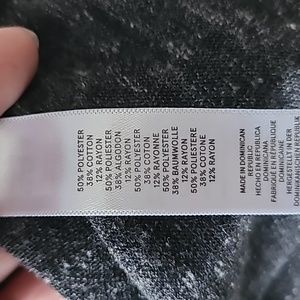 50% POLYESTER
38% COTTON
12% RAYON
50% POLIESTER
38% ALGODON
12% RAYON
50% POLYESTER
38% COTON
12% RAYONNE
50% POLYESTER
38% BAUMWOLLE
12% RAYON
50% POLIESTERE
38% COTONE
12% RAYON
MADE IN DOMINICAN
REPUBLIC
HECHO EN REPUBLICA
DOMINICANA
FABRIQUE EN REPUBLIQUE
DOMINICAINE
HERGESTELLT IN DER
DOMINIKANISCHEN REPUBLIK